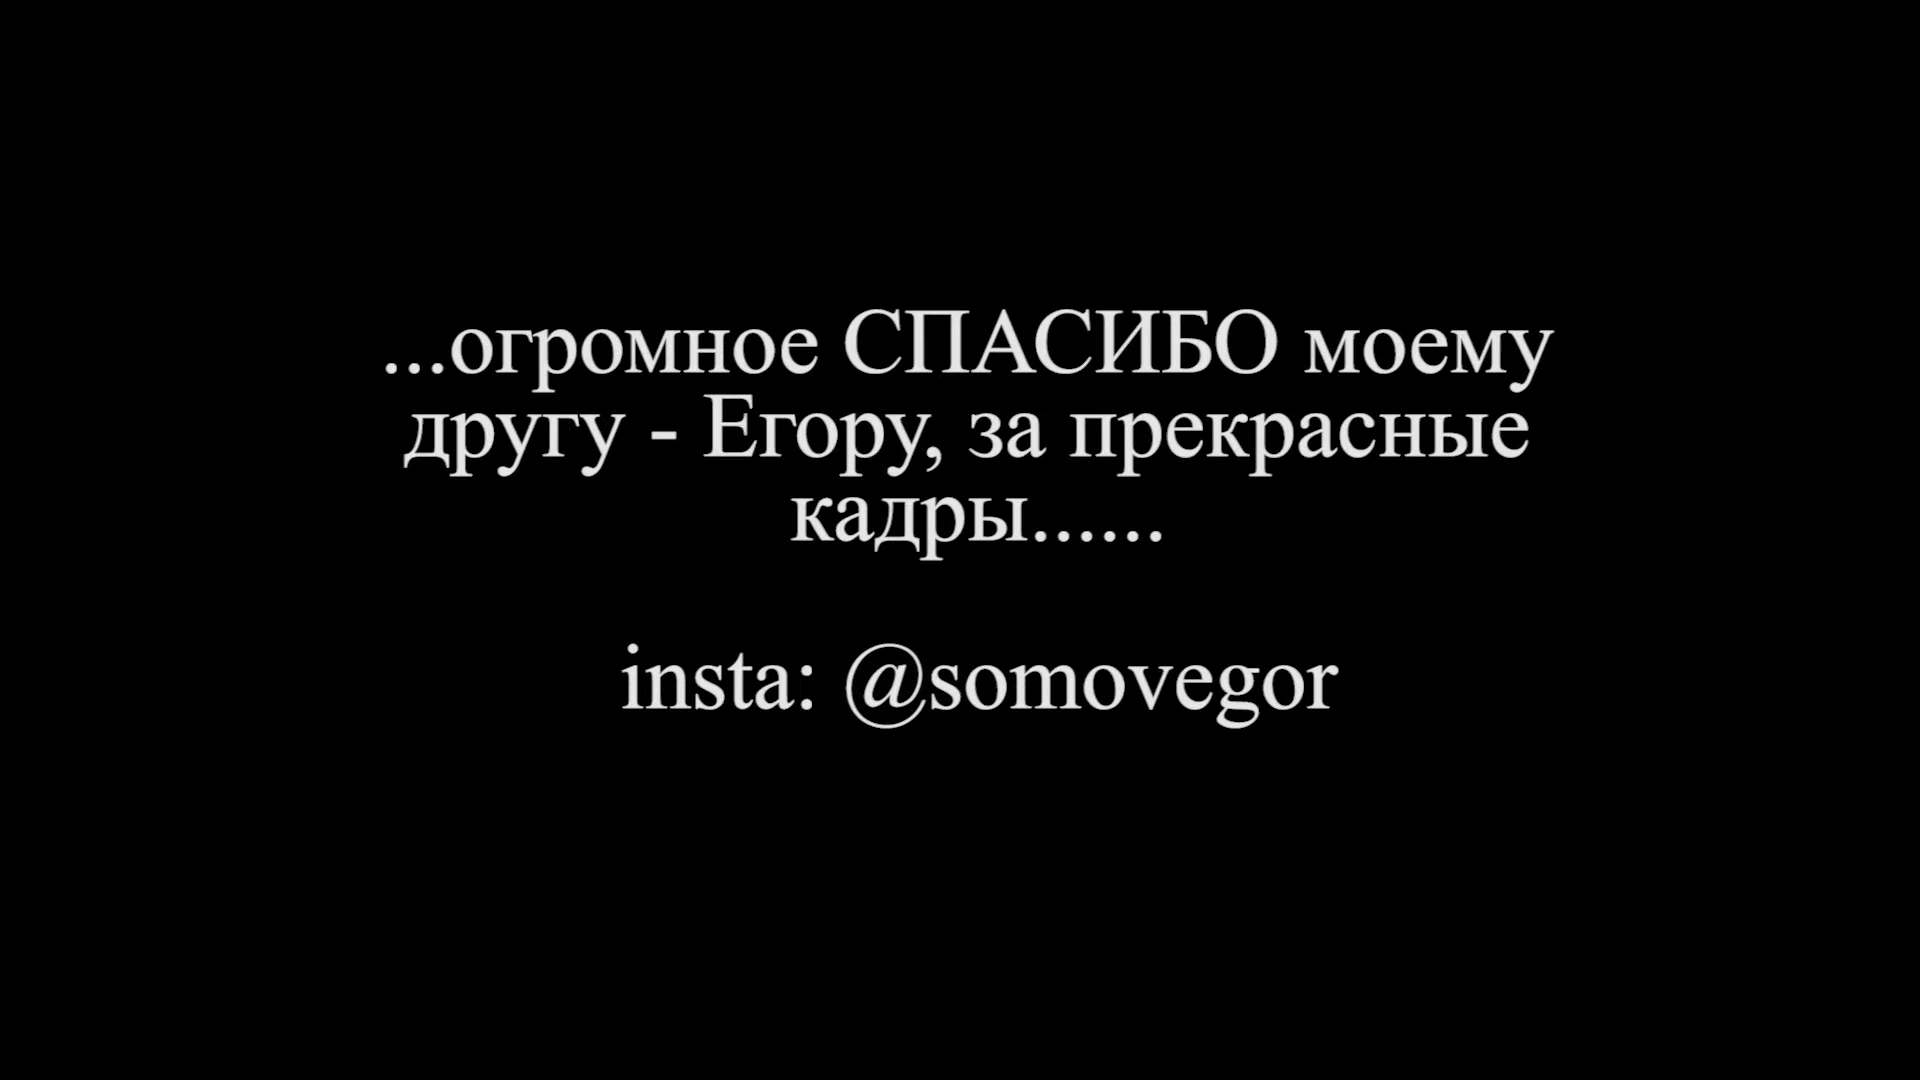 ...огромное СПАСИБО моему
другу - Егору, за прекрасные
кадры......
insta: @somovegor